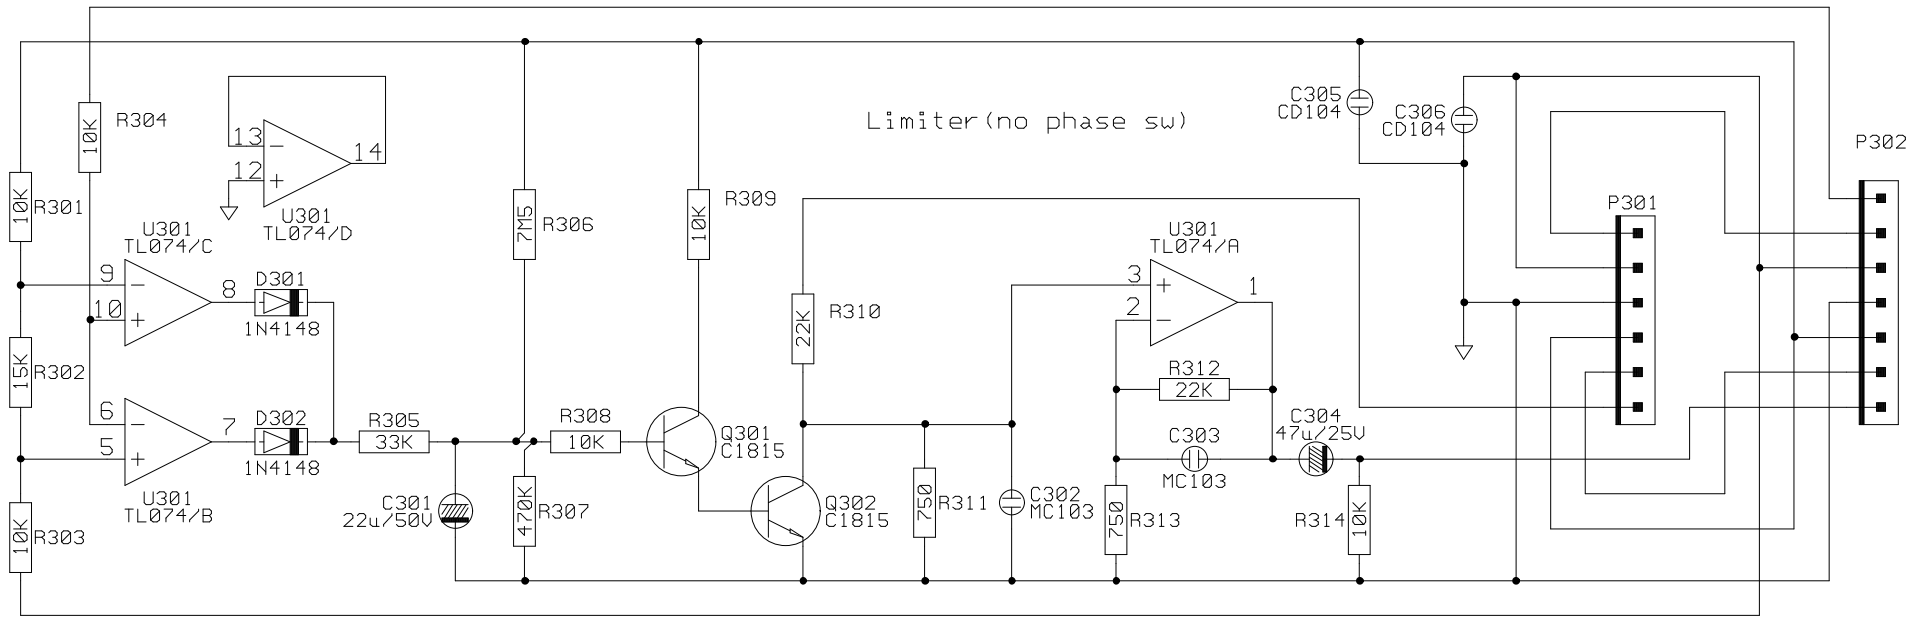 Limiter(no phase sw)
R304
10K
13
12
14
U301
TL074/D
R301
10K
U301
TL074/C
9
10
8
D301
1N4148
R302
15K
6
5
7
D302
1N4148
U301
TL074/B
R303
10K
R305
33K
C301
22u/50V
R306
7M5
R307
470K
R308
10K
R309
10K
Q301
C1815
Q302
C1815
R310
22K
R311
750
C302
MC103
U301
TL074/A
3
2
1
R312
22K
C303
MC103
R313
750
C304
47u/25V
R314
10K
C305
CD104
C306
CD104
P301
P302